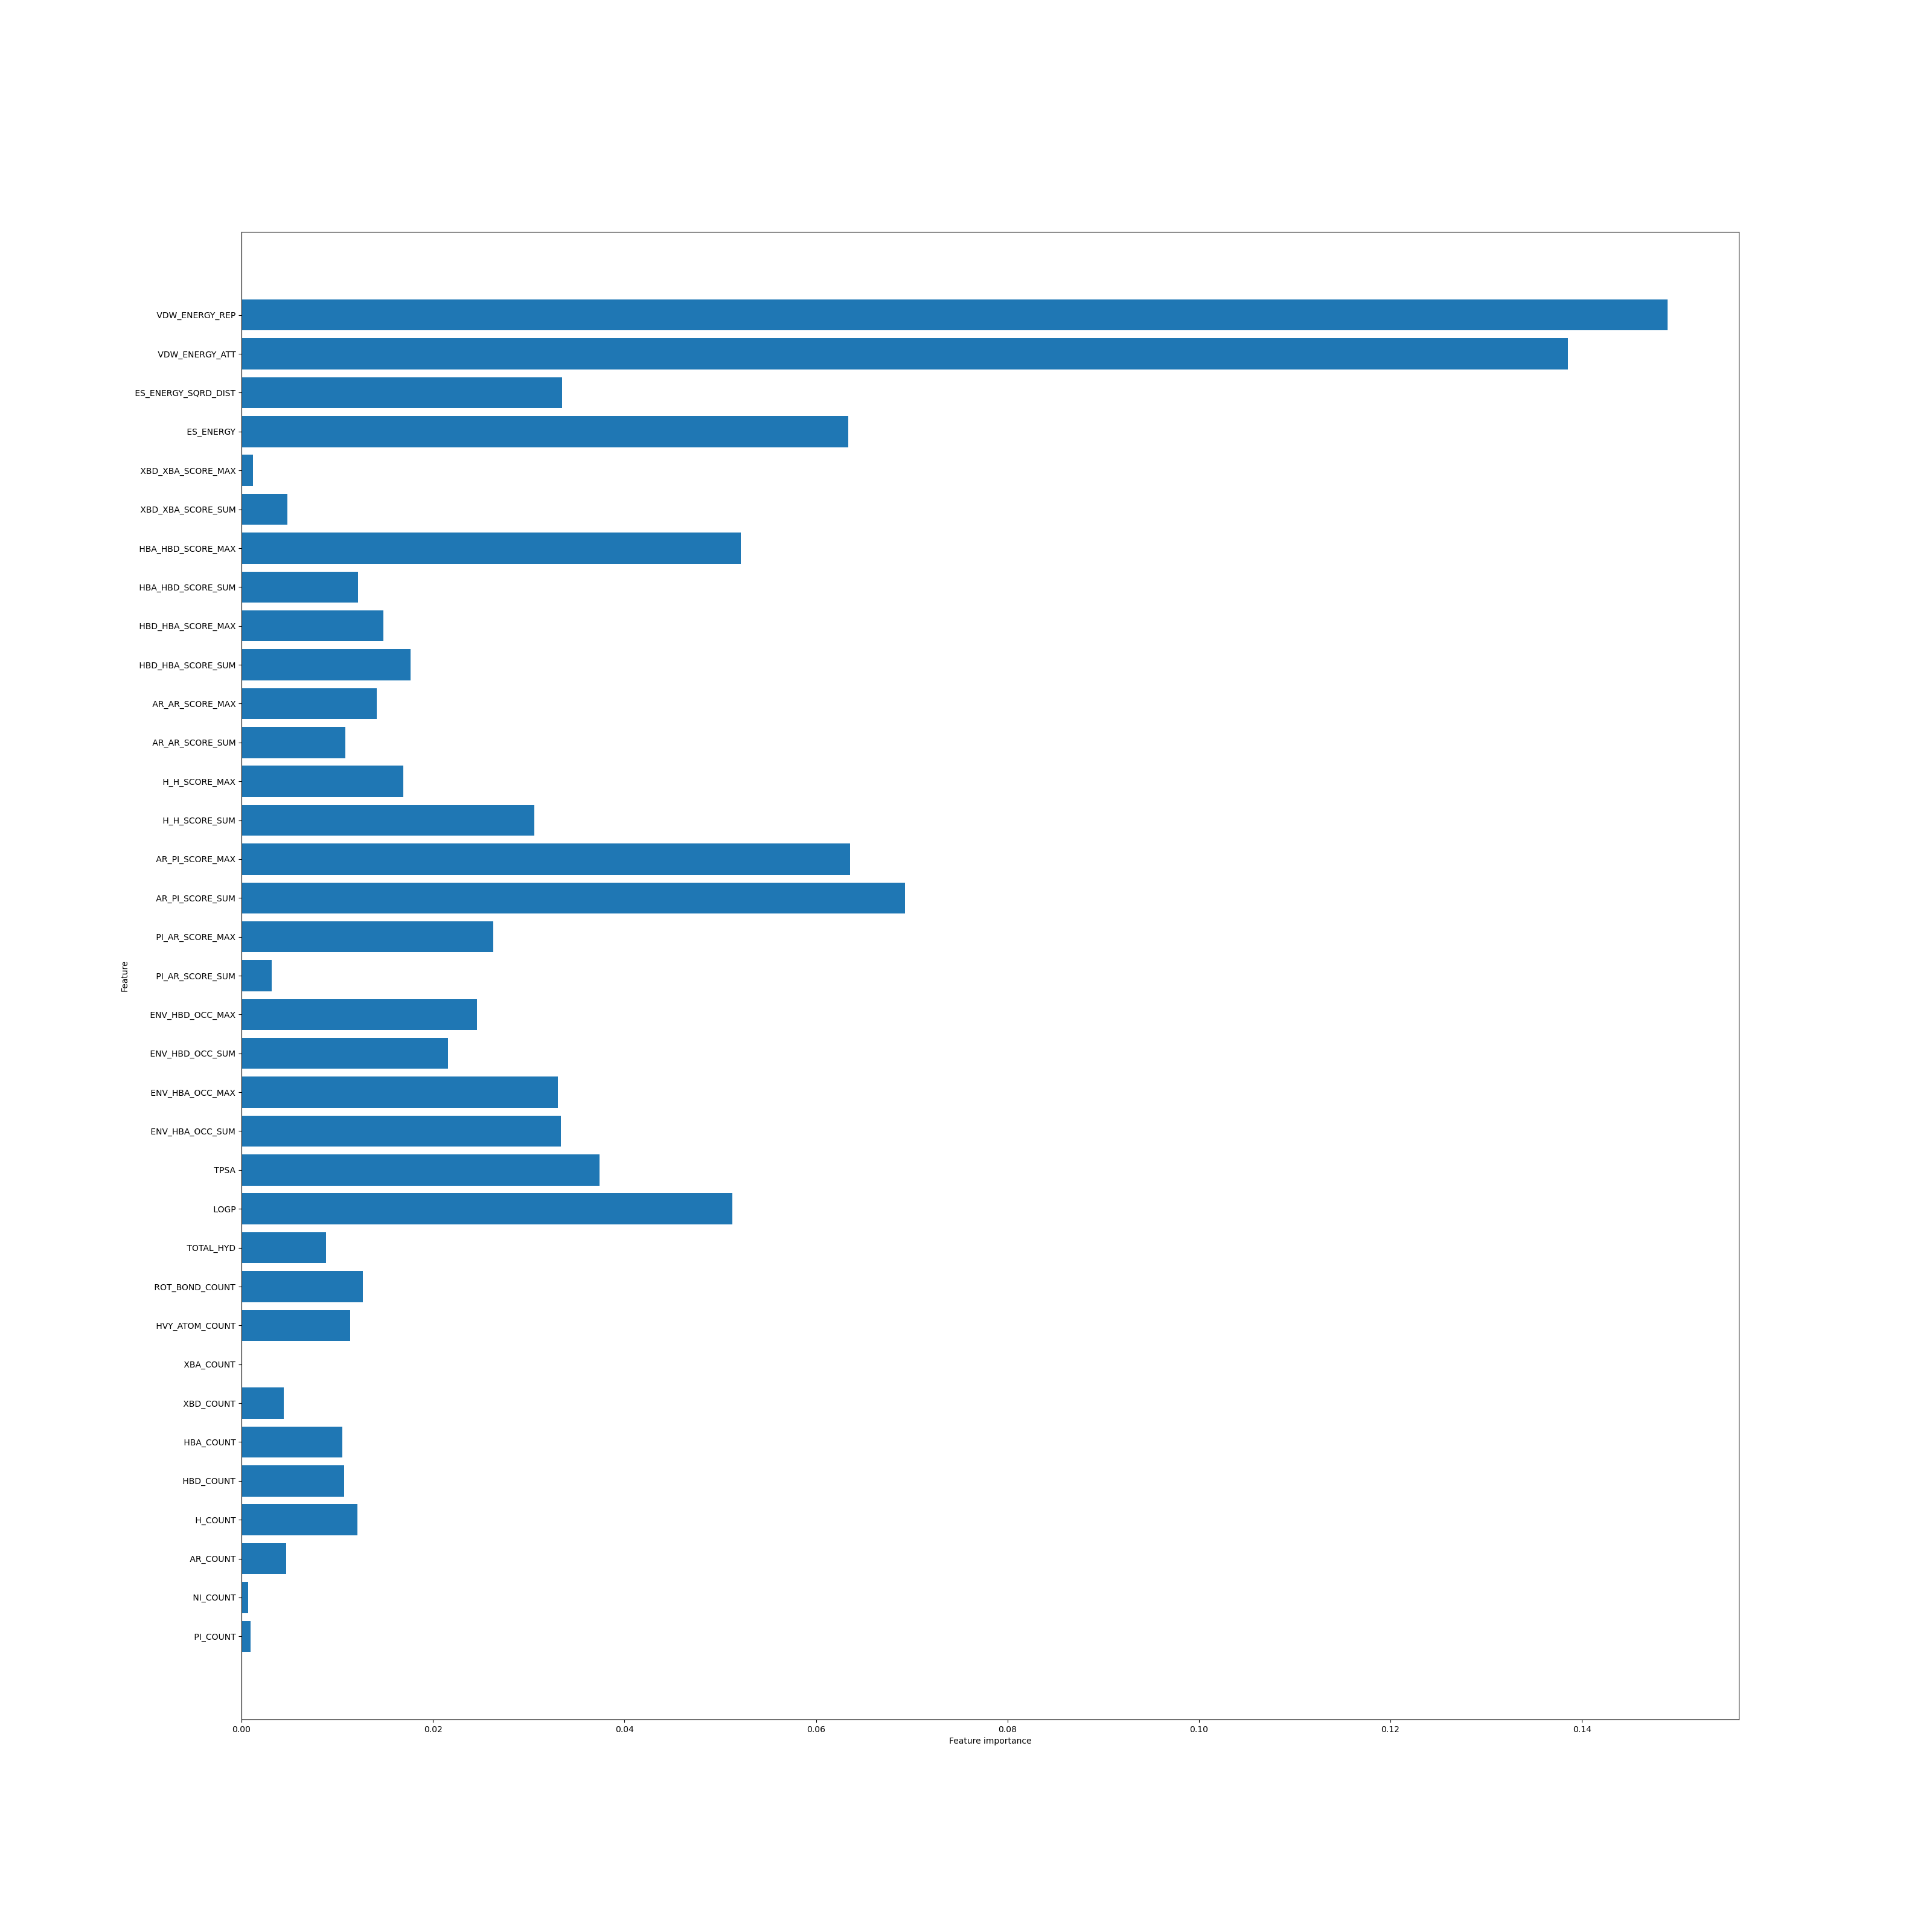 VDW_ENERGY_REP
VDW_ENERGY_ATT
ES_ENERGY_SQRD_DIST
ES_ENERGY
XBD_XBA_SCORE_MAX
XBD_XBA_SCORE_SUM
HBA_HBD_SCORE_MAX
HBA_HBD_SCORE_SUM
HBD_HBA_SCORE_MAX
HBD_HBA_SCORE_SUM
AR_AR_SCORE_MAX
AR_AR_SCORE_SUM
H_H_SCORE_MAX
H_H_SCORE_SUM
AR_PI_SCORE_MAX
AR_PI_SCORE_SUM
PI_AR_SCORE_MAX
PI_AR_SCORE_SUM
ENV_HBD_OCC_MAX
ENV_HBD_OCC_SUM
ENV_HBA_OCC_MAX
ENV_HBA_OCC_SUM
TPSA
LOGP
TOTAL_HYD
ROT_BOND_COUNT
HVY_ATOM_COUNT
XBA_COUNT
XBD_COUNT
HBA_COUNT
HBD_COUNT
H_COUNT
AR_COUNT
NI_COUNT
PI_COUNT
Feature
0.00 0.02 0.04 0.06 0.08 0.10 0.12 0.14
Feature importance